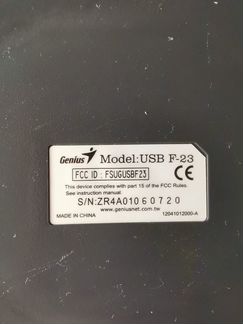 Genius Model:USB F-23
FCC ID : FSUGUSBF23
This device complies with part 15 of the FCC Rules.
See instruction manual.
CE
S/N:ZR4A01060720
www.geniusnet.com.tw
MADE IN CHINA 12041012000-A